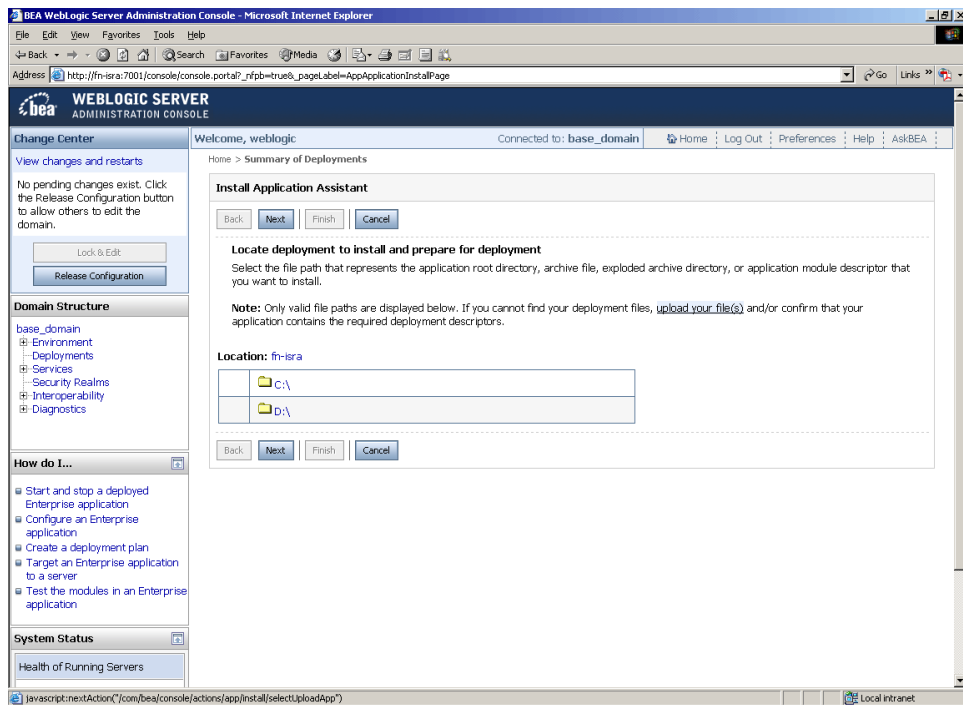 BEA WebLogic Server Administration Console - Microsoft Internet Explorer
File Edit View Favorites Tools Help
Back Search Favorites Media
Address http://fn-isra:7001/console/console.portal?_nfpb=true&_pageLabel=AppApplicationInstallPage Go Links »
bea WEBLOGIC SERVER
ADMINISTRATION CONSOLE
Change Center
Welcome, weblogic Connected to: base_domain Home Log Out Preferences Help AskBEA
View changes and restarts
No pending changes exist. Click
the Release Configuration button
to allow others to edit the
domain.
Lock & Edit
Release Configuration
Domain Structure
base_domain
Environment
Deployments
Services
Security Realms
Interoperability
Diagnostics
How do I...
Start and stop a deployed
Enterprise application
Configure an Enterprise
application
Create a deployment plan
Target an Enterprise application
to a server
Test the modules in an Enterprise
application
System Status
Health of Running Servers
Home > Summary of Deployments
Install Application Assistant
Back Next Finish Cancel
Locate deployment to install and prepare for deployment
Select the file path that represents the application root directory, archive file, exploded archive directory, or application module descriptor that
you want to install.
Note: Only valid file paths are displayed below. If you cannot find your deployment files, upload your file(s) and/or confirm that your
application contains the required deployment descriptors.
Location: fn-isra
C:\
D:\
Back Next Finish Cancel
javascript:nextAction("/com/bea/console/actions/app/install/selectUploadApp") Local intranet